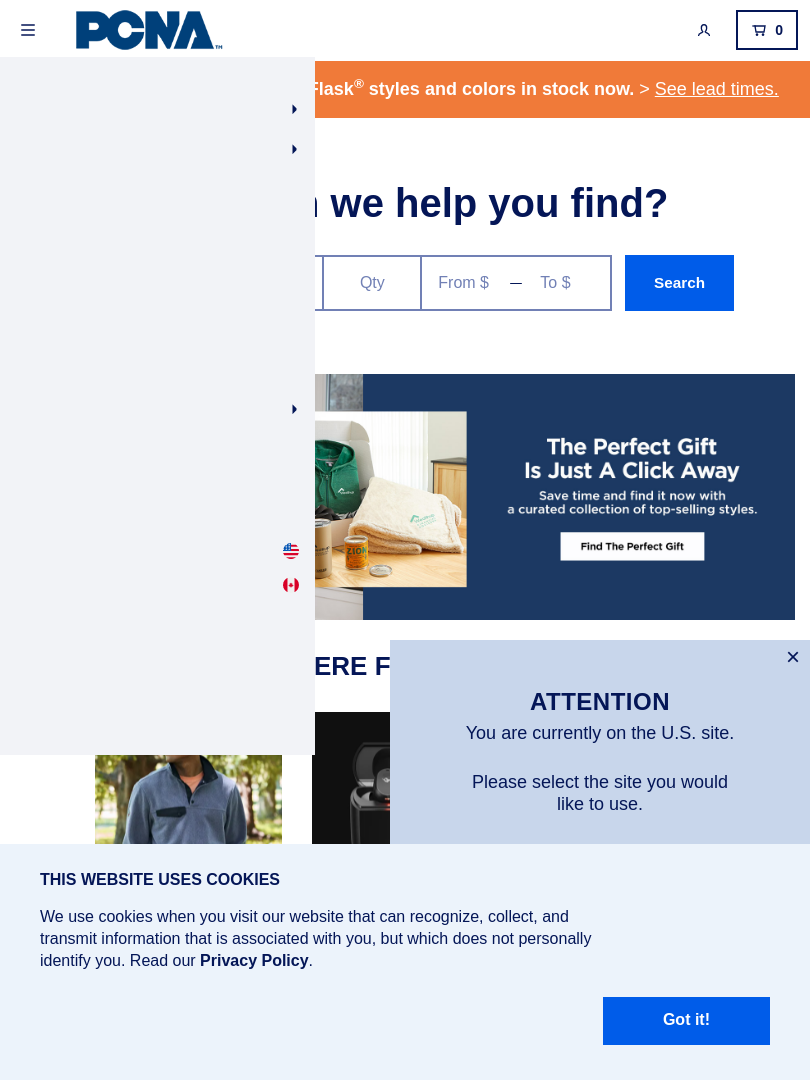 PCNA™
0
Flask® styles and colors in stock now. > See lead times.
we help you find?
Qty
From $ — To $
Search
The Perfect Gift
Is Just A Click Away
Save time and find it now with
a curated collection of top-selling styles.
Find The Perfect Gift
ZION
ERE F
×
ATTENTION
You are currently on the U.S. site.
Please select the site you would
like to use.
THIS WEBSITE USES COOKIES
We use cookies when you visit our website that can recognize, collect, and
transmit information that is associated with you, but which does not personally
identify you. Read our Privacy Policy.
Got it!